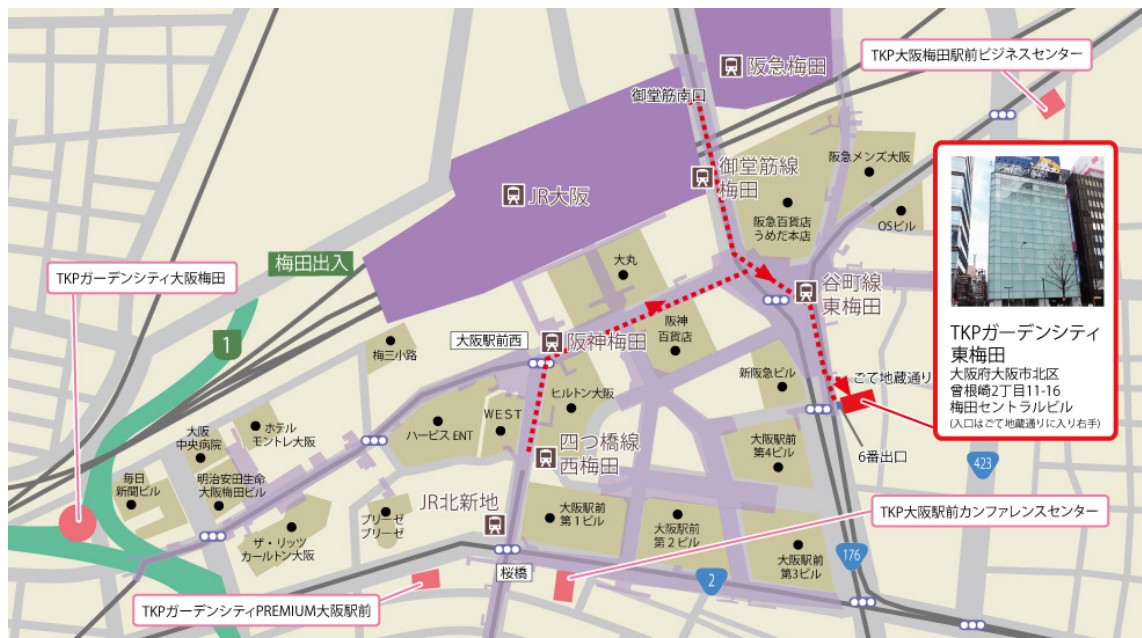 阪急梅田
TKP大阪梅田駅前ビジネスセンター
御堂筋南口
阪急メンズ大阪
御堂筋線
梅田
JR大阪
阪急百貨店
うめだ本店
OSビル
梅田出入
大丸
TKPガーデンシティ大阪梅田
谷町線
東梅田
1
大阪駅前西
阪神梅田
阪神
百貨店
梅三小路
新阪急ビル
ごて地蔵通り
TKPガーデンシティ
東梅田
大阪府大阪市北区
曾根崎2丁目11-16
梅田セントラルビル
(入口はごて地蔵通りに入り右手)
ヒルトン大阪
WEST
ハービス ENT
ホテル
モントレ大阪
大阪
中央病院
四つ橋線
西梅田
大阪駅前
第4ビル
6番出口
423
毎日
新聞ビル
明治安田生命
大阪梅田ビル
JR北新地
大阪駅前
第1ビル
大阪駅前
第2ビル
TKP大阪駅前カンファレンスセンター
ブリーゼ
ブリーゼ
ザ・リッツ
カールトン大阪
大阪駅前
第3ビル
176
桜橋
2
TKPガーデンシティPREMIUM大阪駅前